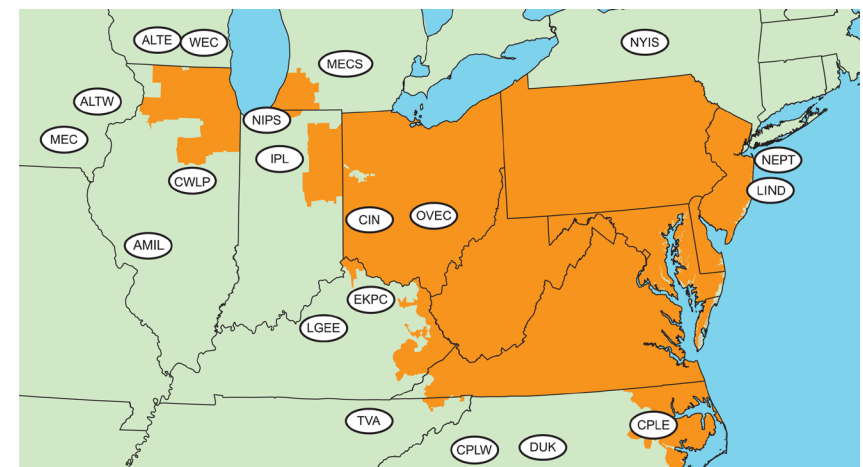 ALTE
WEC
NYIS
MECS
ALTW
NIPS
MEC
IPL
NEPT
CWLP
LIND
CIN
OVEC
AMIL
EKPC
LGEE
TVA
CPLE
CPLW
DUK